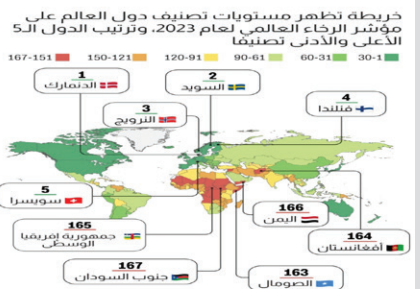 خريطة تظهر مستويات تصنيف دول العالم على
مؤشر الرخاء العالمي لعام 2023، وترتيب الدول الـ5
الأعلى والأدنى تصنيفًا
30-1
60-31
90-61
120-91
150-121
167-151
1
الدنمارك
2
السويد
3
النرويج
4
فنلندا
5
سويسرا
165
جمهورية إفريقيا
الوسطى
166
اليمن
164
أفغانستان
167
جنوب السودان
163
الصومال